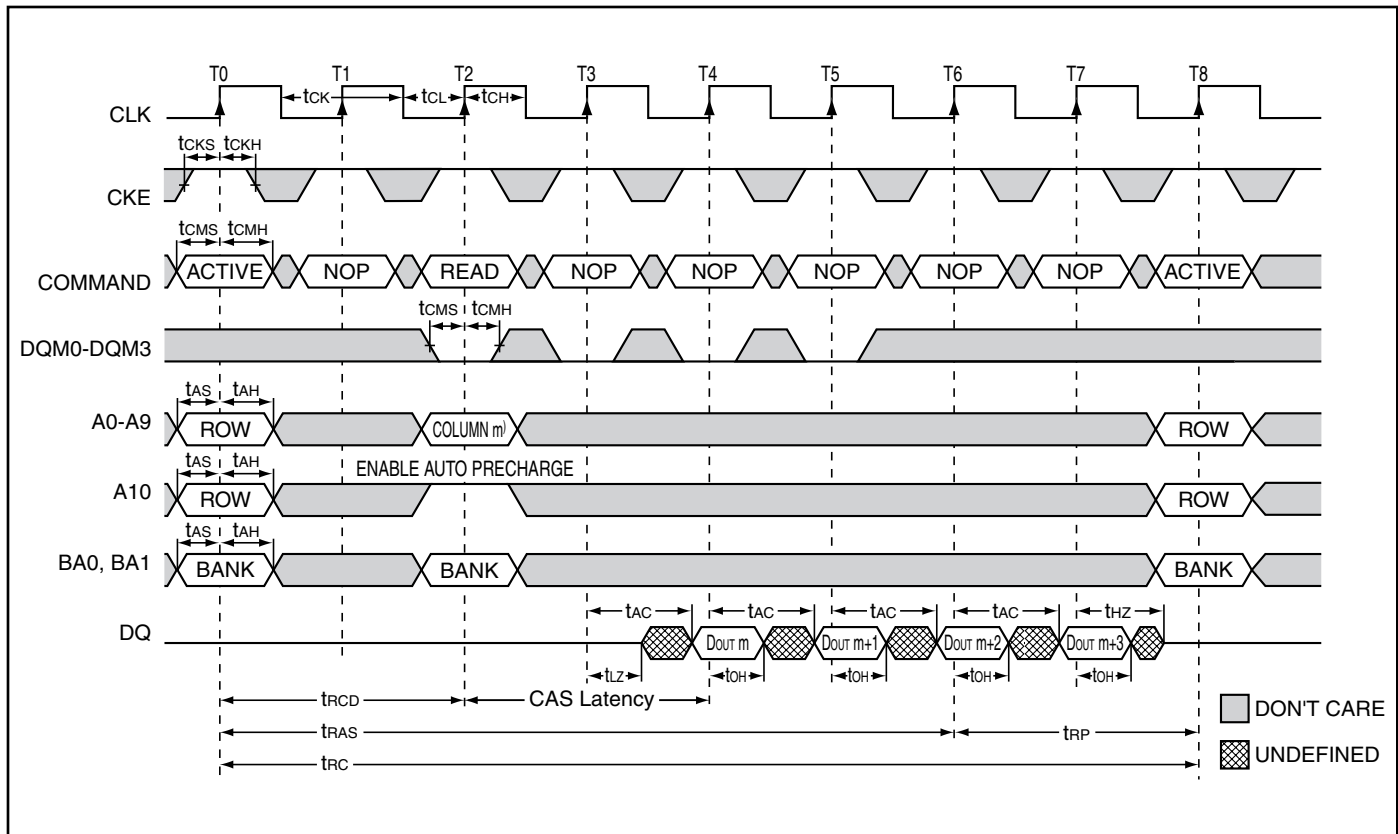 T0 T1 T2 T3 T4 T5 T6 T7 T8
CLK tCK tCL tCH
tCKS tCKH
CKE
tCMS tCMH
COMMAND ACTIVE NOP READ NOP NOP NOP NOP NOP ACTIVE
tCMS tCMH
DQM0-DQM3
tAS tAH
A0-A9 ROW COLUMN m) ROW
tAS tAH ENABLE AUTO PRECHARGE
A10 ROW ROW
tAS tAH
BA0, BA1 BANK BANK BANK
tAC tAC tAC tAC tHZ
DQ DOUT m DOUT m+1 DOUT m+2 DOUT m+3
tLZ tOH tOH tOH tOH
tRCD CAS Latency
DON'T CARE
tRAS tRP
UNDEFINED
tRC